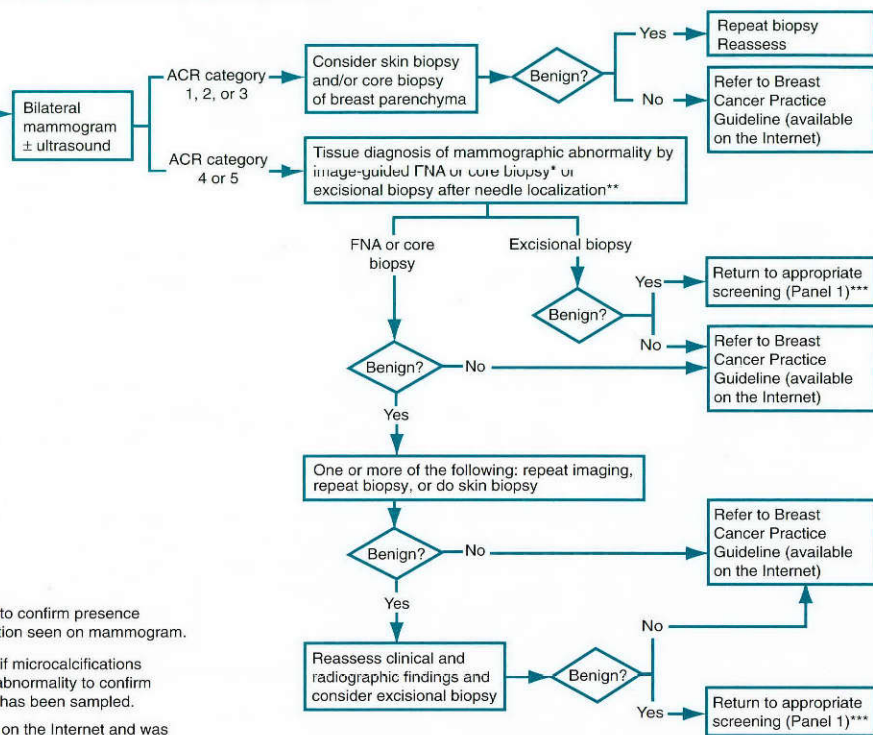 Bilateral
mammogram
± ultrasound
ACR category
1, 2, or 3
Consider skin biopsy
and/or core biopsy
of breast parenchyma
Benign?
Yes
Repeat biopsy
Reassess
No
Refer to Breast
Cancer Practice
Guideline (available
on the Internet)
ACR category
4 or 5
Tissue diagnosis of mammographic abnormality by
image-guided FNA or core biopsy* or
excisional biopsy after needle localization**
FNA or core
biopsy
Excisional biopsy
Benign?
Yes
Return to appropriate
screening (Panel 1)***
No
Refer to Breast
Cancer Practice
Guideline (available
on the Internet)
Benign?
No
Yes
One or more of the following: repeat imaging,
repeat biopsy, or do skin biopsy
Benign?
No
Refer to Breast
Cancer Practice
Guideline (available
on the Internet)
Yes
Reassess clinical and
radiographic findings and
consider excisional biopsy
Benign?
No
Yes
Return to appropriate
screening (Panel 1)***
to confirm presence
tion seen on mammogram.
if microcalcifications
abnormality to confirm
has been sampled.
on the Internet and was